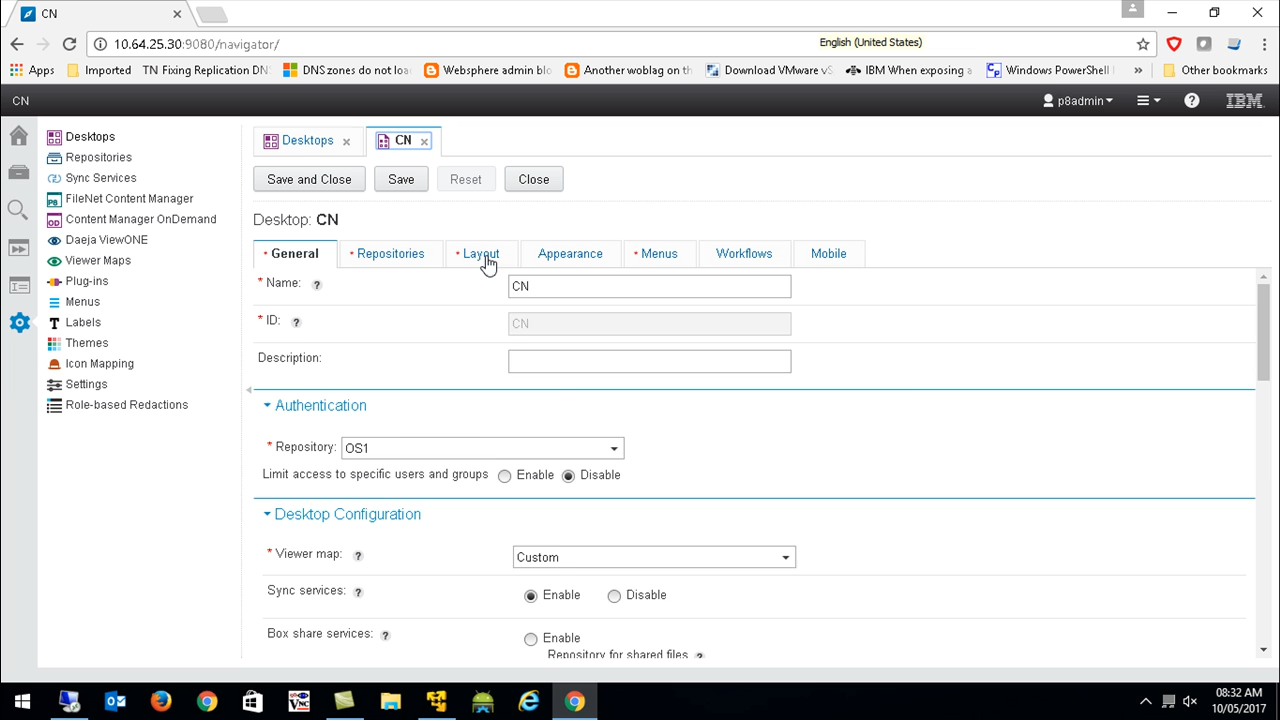 CN
10.64.25.30:9080/navigator/
English (United States)
Apps
Imported
TN Fixing Replication DN
DNS zones do not loa
Websphere admin blo
Another woblag on th
Download VMware vS
IBM When exposing a
Windows PowerShell
»
Other bookmarks
CN
p8admin
IBM
Desktops
Repositories
Sync Services
FileNet Content Manager
Content Manager OnDemand
Daeja ViewONE
Viewer Maps
Plug-ins
Menus
Labels
Themes
Icon Mapping
Settings
Role-based Redactions
Desktops
CN
Save and Close
Save
Reset
Close
Desktop: CN
* General
* Repositories
* Layout
Appearance
* Menus
Workflows
Mobile
* Name: ?
CN
* ID: ?
CN
Description:
Authentication
* Repository:
OS1
Limit access to specific users and groups
Enable
Disable
Desktop Configuration
* Viewer map: ?
Custom
Sync services: ?
Enable
Disable
Box share services: ?
Enable
Repository for shared files ?
08:32 AM
10/05/2017